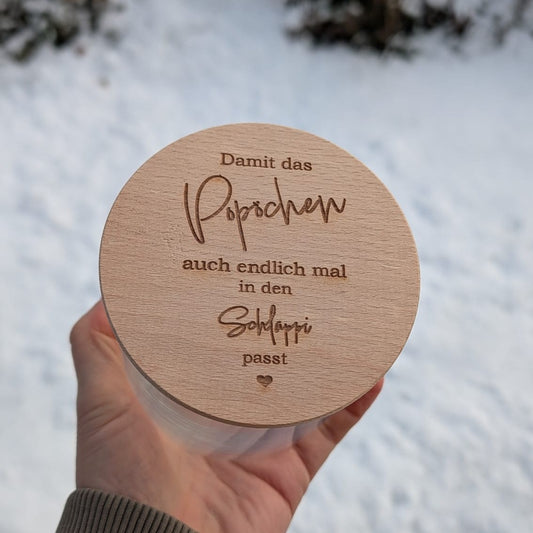 Damit das
Popöchen
auch endlich mal
in den
Schlappi
passt